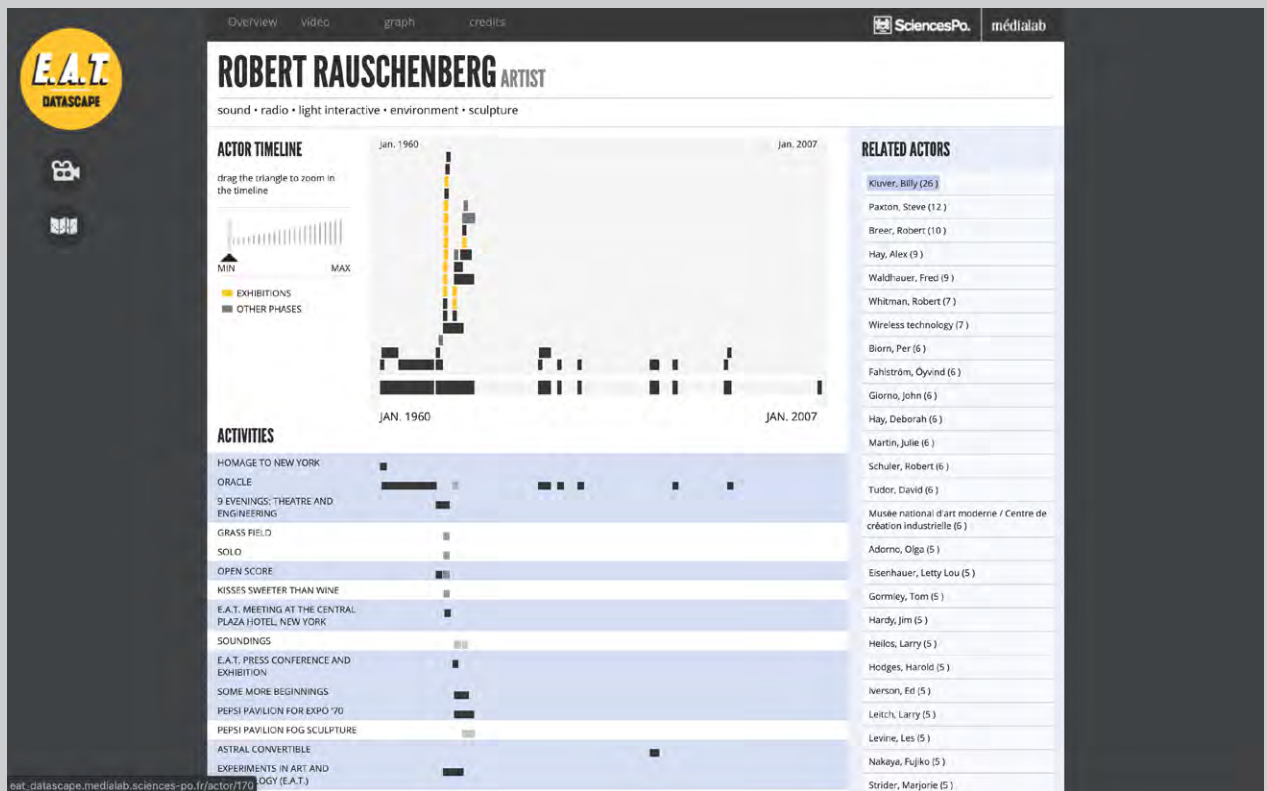 Overview video graph credits
SciencesPo. médialab
E.A.T.
DATASCAPE
ROBERT RAUSCHENBERG ARTIST
sound • radio • light interactive • environment • sculpture
ACTOR TIMELINE
drag the triangle to zoom in
the timeline
MIN MAX
EXHIBITIONS
OTHER PHASES
Jan. 1960 Jan. 2007
JAN. 1960 JAN. 2007
ACTIVITIES
HOMAGE TO NEW YORK
ORACLE
9 EVENINGS: THEATRE AND
ENGINEERING
GRASS FIELD
SOLO
OPEN SCORE
KISSES SWEETER THAN WINE
E.A.T. MEETING AT THE CENTRAL
PLAZA HOTEL, NEW YORK
SOUNDINGS
E.A.T. PRESS CONFERENCE AND
EXHIBITION
SOME MORE BEGINNINGS
PEPSI PAVILION FOR EXPO '70
PEPSI PAVILION FOG SCULPTURE
ASTRAL CONVERTIBLE
EXPERIMENTS IN ART AND
OLOGY (E.A.T.)
RELATED ACTORS
Kluver, Billy (26 )
Paxton, Steve (12 )
Breer, Robert (10 )
Hay, Alex (9 )
Waldhauer, Fred (9 )
Whitman, Robert (7 )
Wireless technology (7 )
Biorn, Per (6 )
Fahlström, Öyvind (6 )
Giorno, John (6 )
Hay, Deborah (6 )
Martin, Julie (6 )
Schuler, Robert (6 )
Tudor, David (6 )
Musée national d'art moderne / Centre de
création industrielle (6 )
Adorno, Olga (5 )
Eisenhauer, Letty Lou (5 )
Gormley, Tom (5 )
Hardy, Jim (5 )
Heilos, Larry (5 )
Hodges, Harold (5 )
Iverson, Ed (5 )
Leitch, Larry (5 )
Levine, Les (5 )
Nakaya, Fujiko (5 )
Strider, Marjorie (5 )
eat_datascape.medialab.sciences-po.fr/actor/170